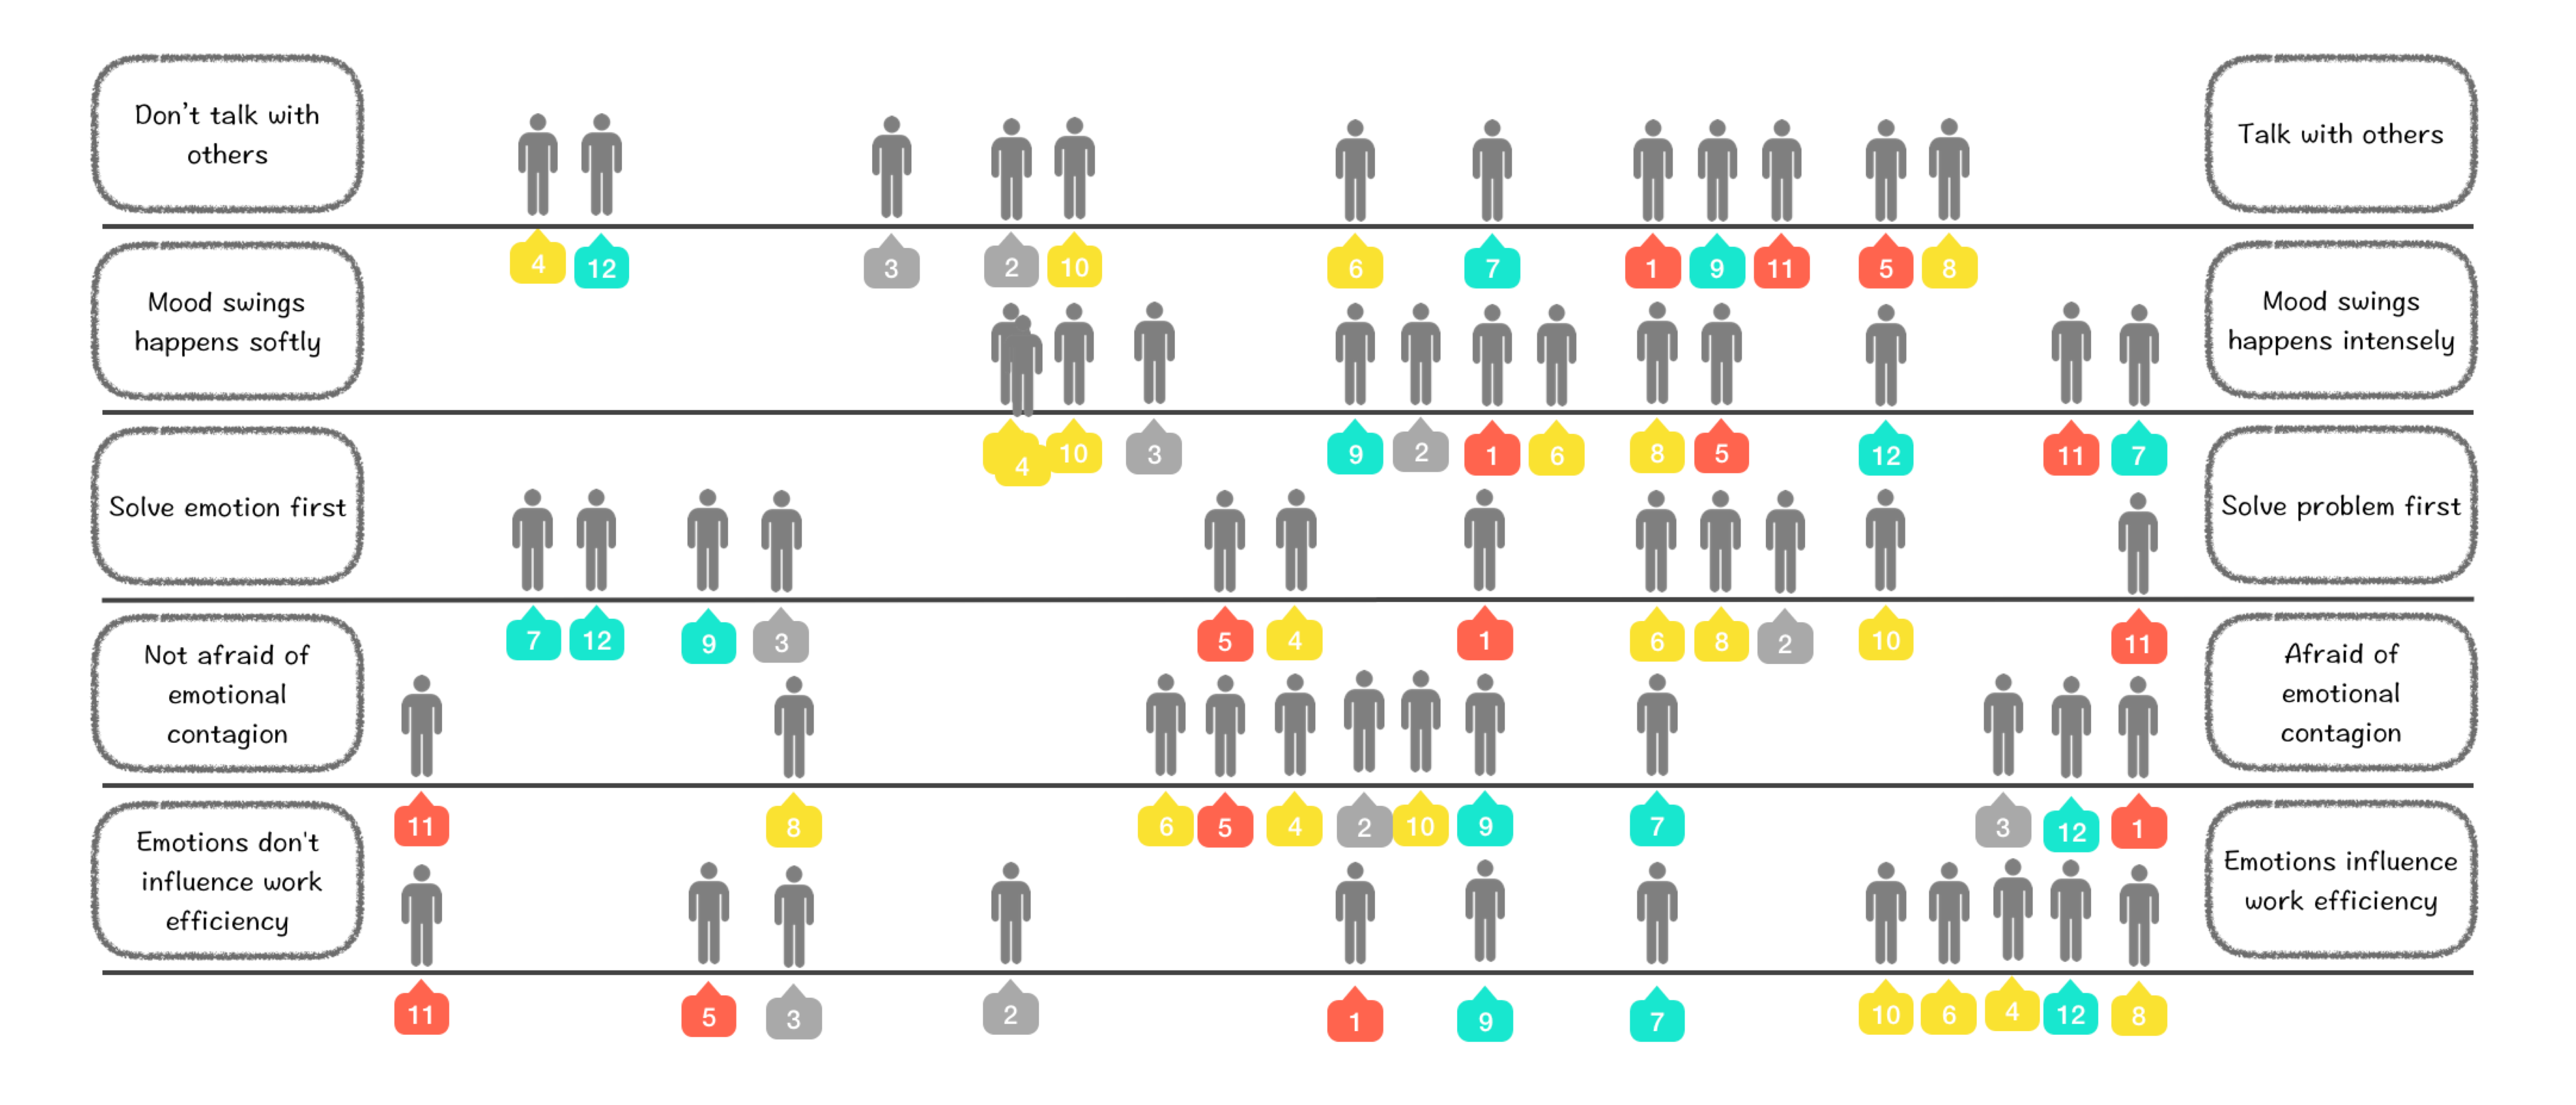 Don't talk with
others
Talk with others
4 12 3 2 10 6 7 1 9 11 5 8
Mood swings
happens softly
Mood swings
happens intensely
4 10 3 9 2 1 6 8 5 12 11 7
Solve emotion first
Solve problem first
7 12 9 3 5 4 1 6 8 2 10 11
Not afraid of
emotional
contagion
Afraid of
emotional
contagion
11 8 6 5 4 2 10 9 7 3 12 1
Emotions don't
influence work
efficiency
Emotions influence
work efficiency
11 5 3 2 1 9 7 10 6 4 12 8